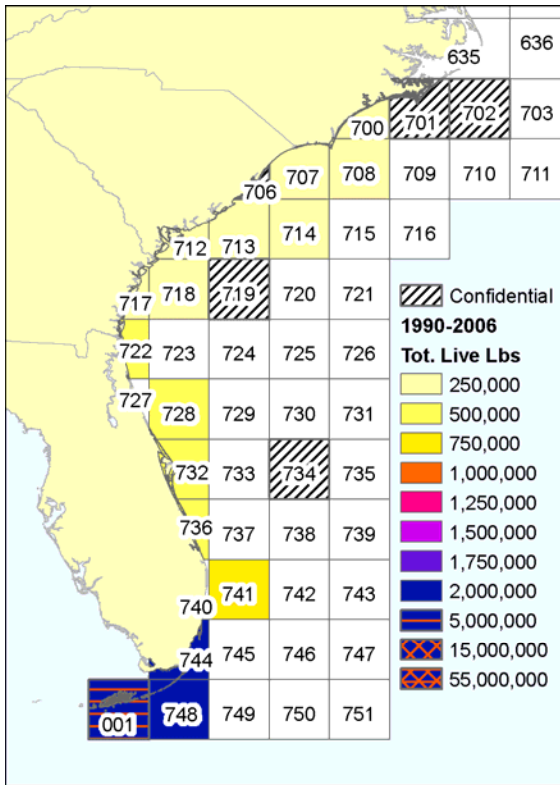 635 636
700 701 702 703
706 707 708 709 710 711
712 713 714 715 716
717 718 719 720 721
722 723 724 725 726
727 728 729 730 731
732 733 734 735
736 737 738 739
740 741 742 743
744 745 746 747
001 748 749 750 751
Confidential
1990-2006
Tot. Live Lbs
250,000
500,000
750,000
1,000,000
1,250,000
1,500,000
1,750,000
2,000,000
5,000,000
15,000,000
55,000,000